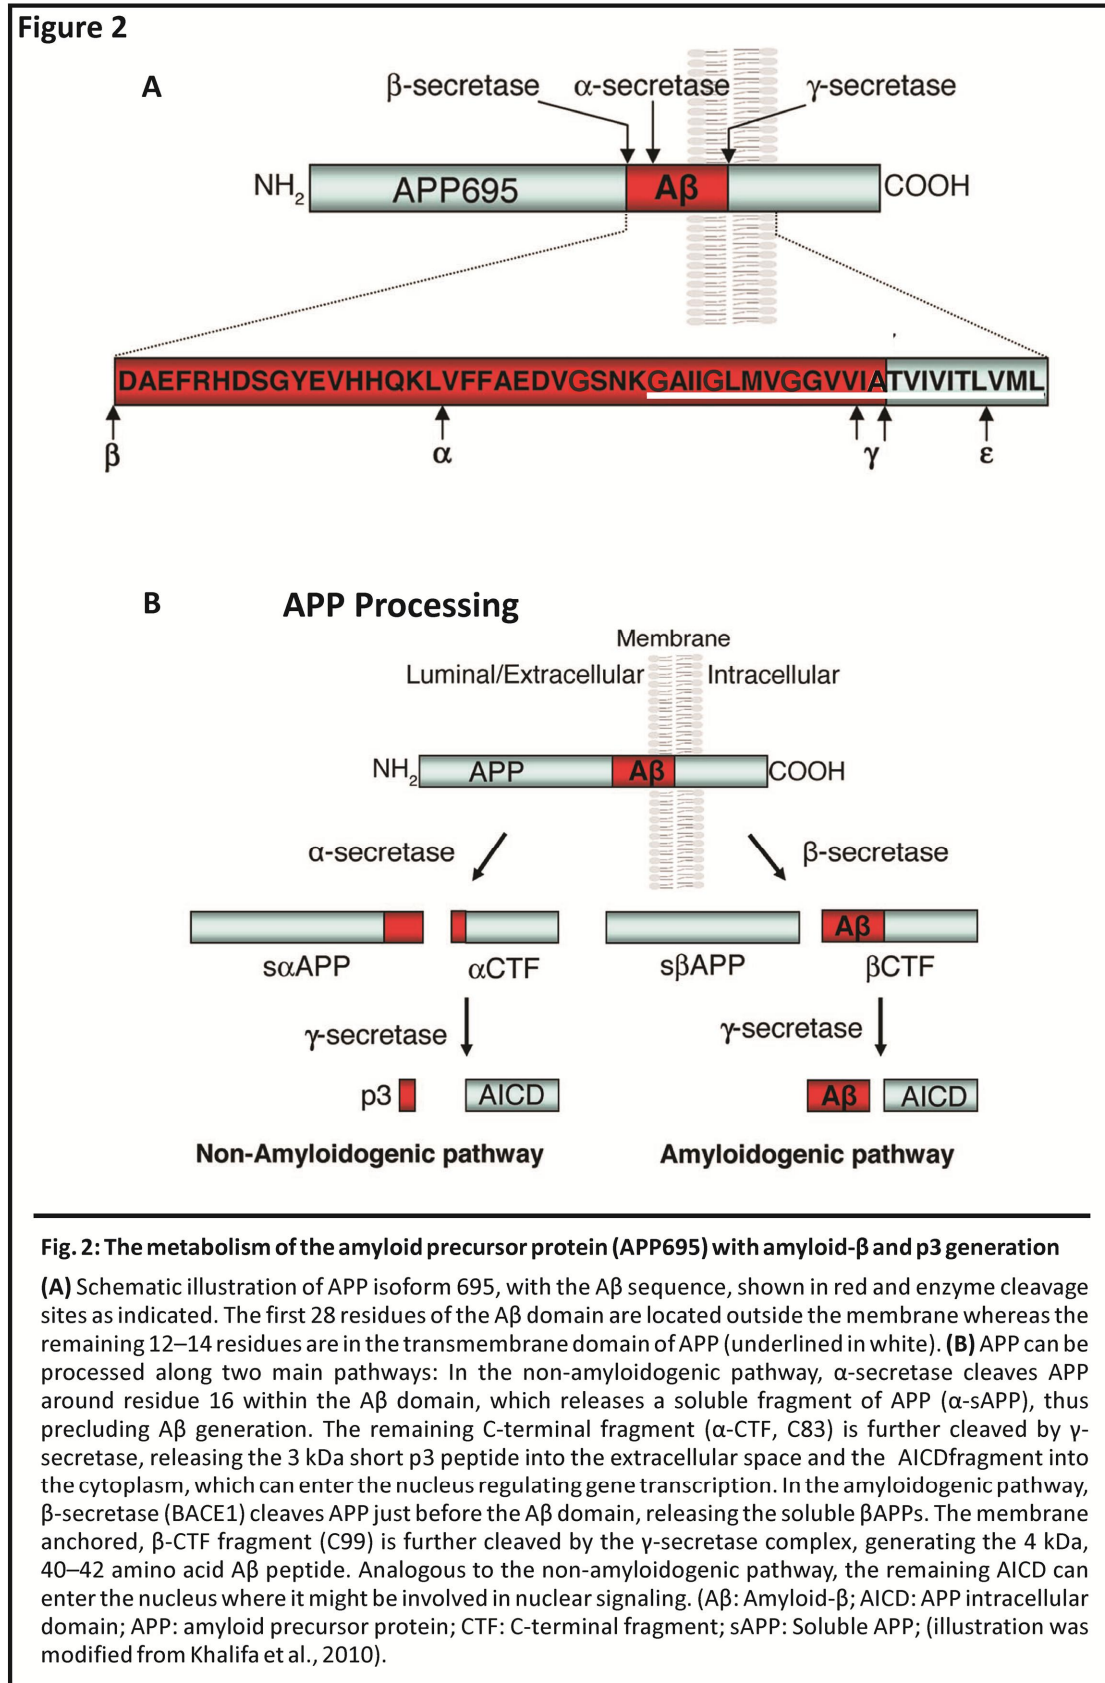 Figure 2
A
β-secretase α-secretase γ-secretase
NH2 APP695 Aβ COOH
DAEFRHDSGYEVHHQKLVFFAEDVGSNKGAIIGLMVGGVVIATVIVITLVML
β α γ ε
B APP Processing
Membrane
Luminal/Extracellular Intracellular
NH2 APP Aβ COOH
α-secretase β-secretase
Aβ
sαAPP αCTF sβAPP βCTF
γ-secretase γ-secretase
p3 AICD Aβ AICD
Non-Amyloidogenic pathway Amyloidogenic pathway
Fig. 2: The metabolism of the amyloid precursor protein (APP695) with amyloid-β and p3 generation
(A) Schematic illustration of APP isoform 695, with the Aβ sequence, shown in red and enzyme cleavage
sites as indicated. The first 28 residues of the Aβ domain are located outside the membrane whereas the
remaining 12–14 residues are in the transmembrane domain of APP (underlined in white). (B) APP can be
processed along two main pathways: In the non-amyloidogenic pathway, α-secretase cleaves APP
around residue 16 within the Aβ domain, which releases a soluble fragment of APP (α-sAPP), thus
precluding Aβ generation. The remaining C-terminal fragment (α-CTF, C83) is further cleaved by γ-
secretase, releasing the 3 kDa short p3 peptide into the extracellular space and the AICDfragment into
the cytoplasm, which can enter the nucleus regulating gene transcription. In the amyloidogenic pathway,
β-secretase (BACE1) cleaves APP just before the Aβ domain, releasing the soluble βAPPs. The membrane
anchored, β-CTF fragment (C99) is further cleaved by the γ-secretase complex, generating the 4 kDa,
40–42 amino acid Aβ peptide. Analogous to the non-amyloidogenic pathway, the remaining AICD can
enter the nucleus where it might be involved in nuclear signaling. (Aβ: Amyloid-β; AICD: APP intracellular
domain; APP: amyloid precursor protein; CTF: C-terminal fragment; sAPP: Soluble APP; (illustration was
modified from Khalifa et al., 2010).